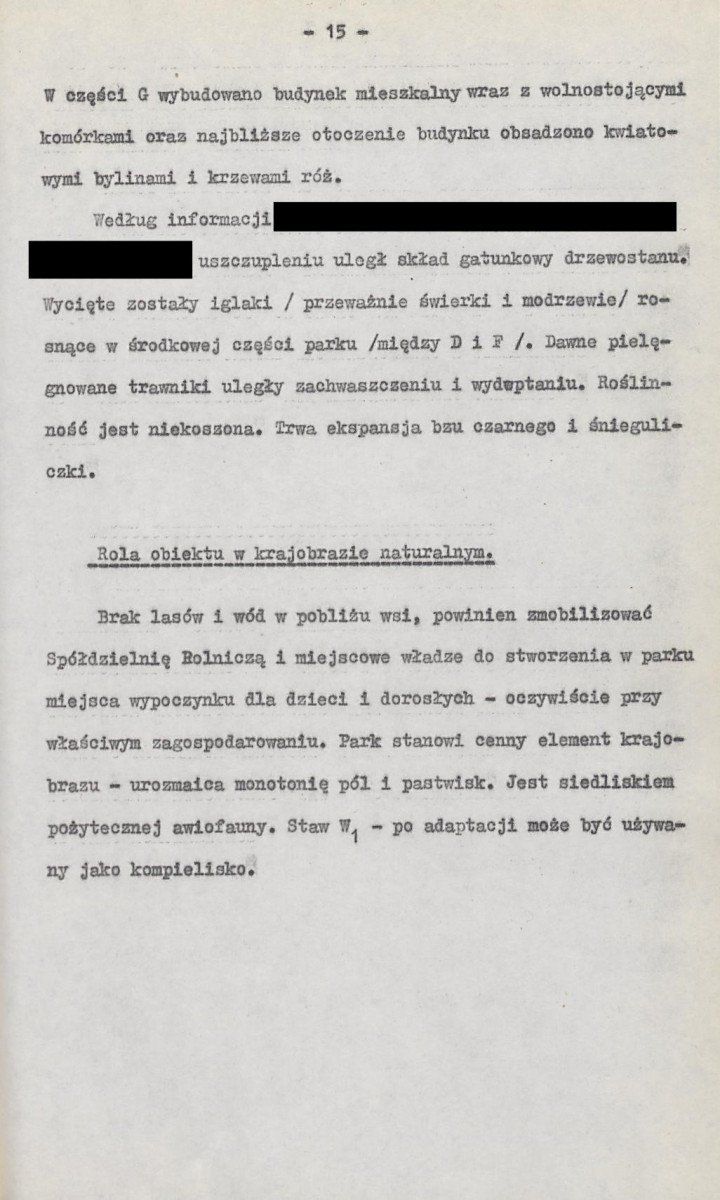 - 15 -
W części G wybudowano budynek mieszkalny wraz z wolnostojącymi
komórkami oraz najbliższe otoczenie budynku obsadzono kwiato-
wymi bylinami i krzewami róż.
Według informacji
uszczupleniu uległ skład gatunkowy drzewostanu.
Wycięte zostały iglaki / przeważnie świerki i modrzewie/ ro-
snące w środkowej części parku /między D i F /. Dawne pielę-
gnowane trawniki uległy zachwaszczeniu i wydeptaniu. Roślin-
ność jest niekoszona. Trwa ekspansja bzu czarnego i śnieguli-
czki.
Rola obiektu w krajobrazie naturalnym.
Brak lasów i wód w pobliżu wsi, powinien zmobilizować
Spółdzielnię Rolniczą i miejscowe władze do stworzenia w parku
miejsca wypoczynku dla dzieci i dorosłych - oczywiście przy
właściwym zagospodarowaniu. Park stanowi cenny element krajo-
brazu - urozmaica monotonię pól i pastwisk. Jest siedliskiem
pożytecznej awiofauny. Staw W₁ - po adaptacji może być używa-
ny jako kompielisko.